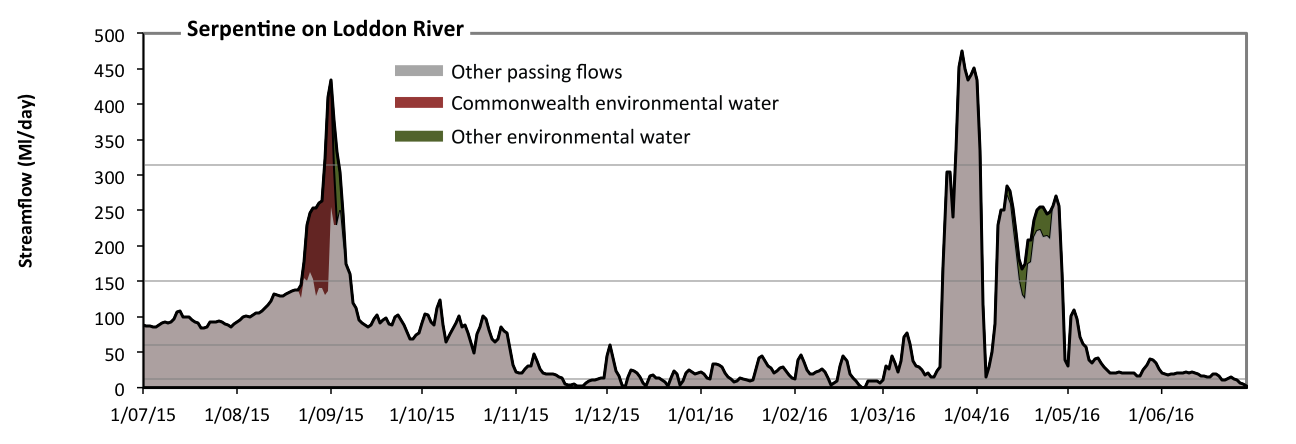 Serpentine on Loddon River
Streamflow (Ml/day)
500
450
400
350
300
250
200
150
100
50
0
Other passing flows
Commonwealth environmental water
Other environmental water
1/07/15 1/08/15 1/09/15 1/10/15 1/11/15 1/12/15 1/01/16 1/02/16 1/03/16 1/04/16 1/05/16 1/06/16